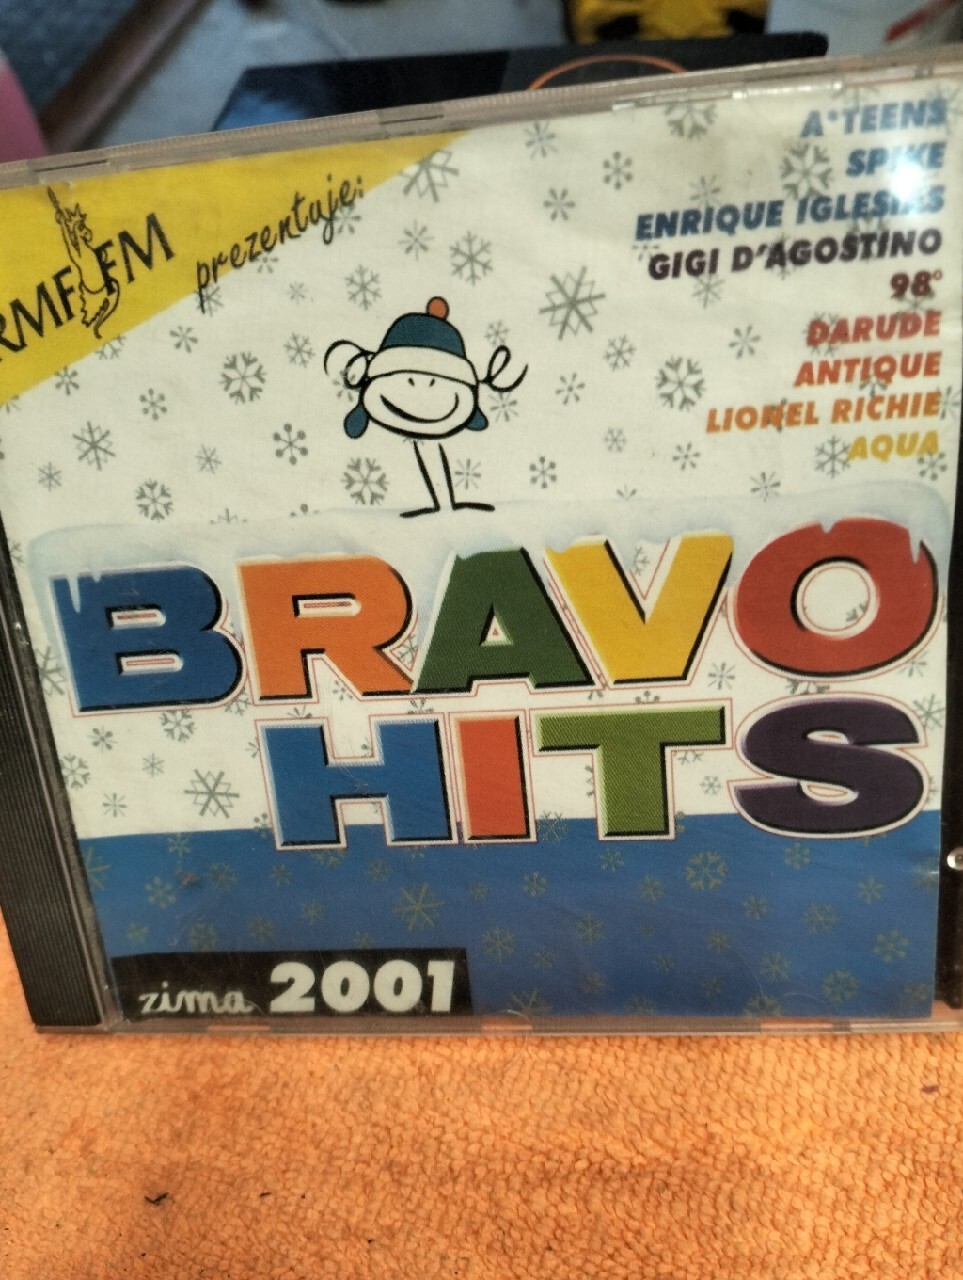 RMF FM
prezentuje:
A*TEENS
SPIKE
ENRIQUE IGLESIAS
GIGI D'AGOSTINO
98°
DARUDE
ANTIQUE
LIONEL RICHIE
AQUA
BRAVO
HITS
zima 2001